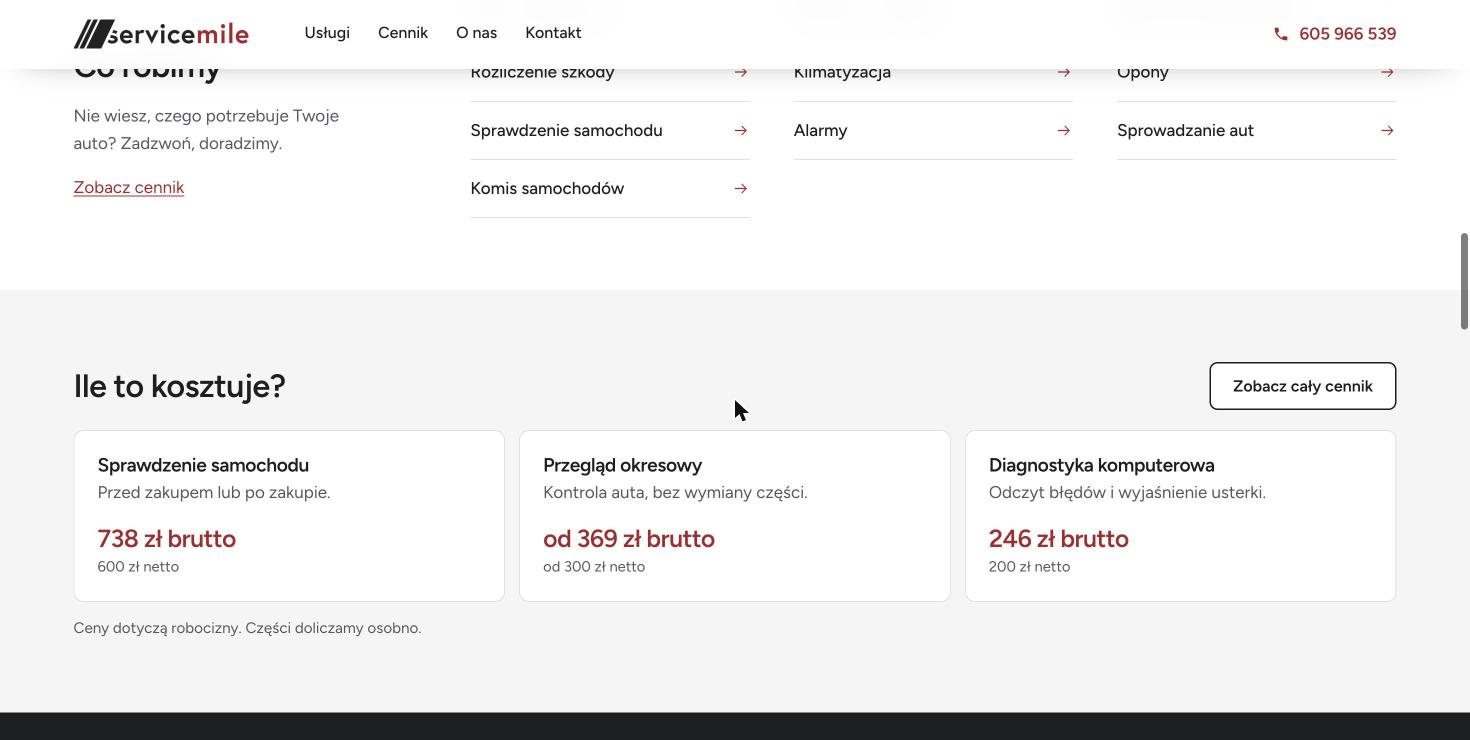 servicemile
Usługi
Cennik
O nas
Kontakt
605 966 539
Co robimy
Nie wiesz, czego potrzebuje Twoje
auto? Zadzwoń, doradzimy.
Zobacz cennik
Rozliczenie szkody
Klimatyzacja
Opony
Sprawdzenie samochodu
Alarmy
Sprowadzanie aut
Komis samochodów
Ile to kosztuje?
Zobacz cały cennik
Sprawdzenie samochodu
Przed zakupem lub po zakupie.
738 zł brutto
600 zł netto
Przegląd okresowy
Kontrola auta, bez wymiany części.
od 369 zł brutto
od 300 zł netto
Diagnostyka komputerowa
Odczyt błędów i wyjaśnienie usterki.
246 zł brutto
200 zł netto
Ceny dotyczą robocizny. Części doliczamy osobno.